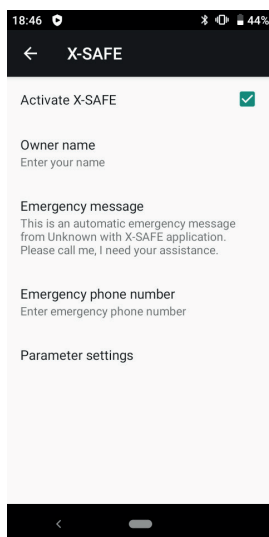 18:46 44%
X-SAFE
Activate X-SAFE
Owner name
Enter your name
Emergency message
This is an automatic emergency message
from Unknown with X-SAFE application.
Please call me, I need your assistance.
Emergency phone number
Enter emergency phone number
Parameter settings